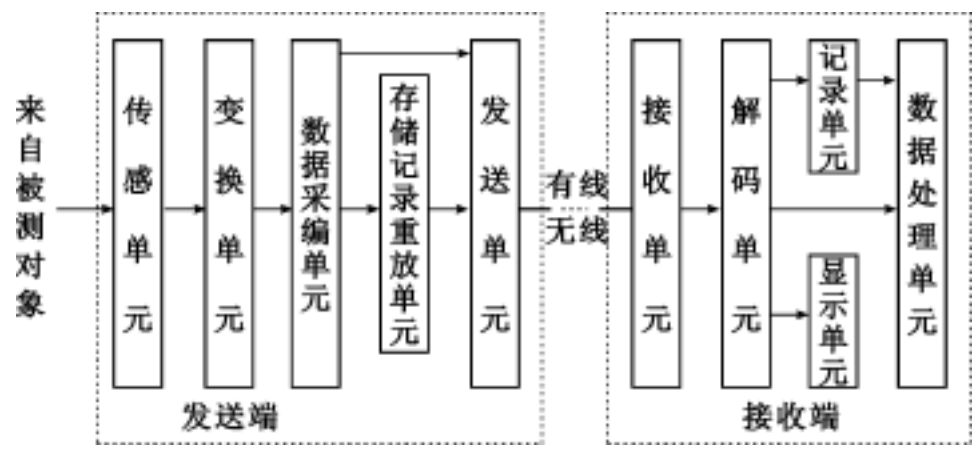 来自被测对象
传感单元
变换单元
数据采编单元
存储记录重放单元
发送单元
发送端
有线
无线
接收单元
解码单元
记录单元
显示单元
数据处理单元
接收端